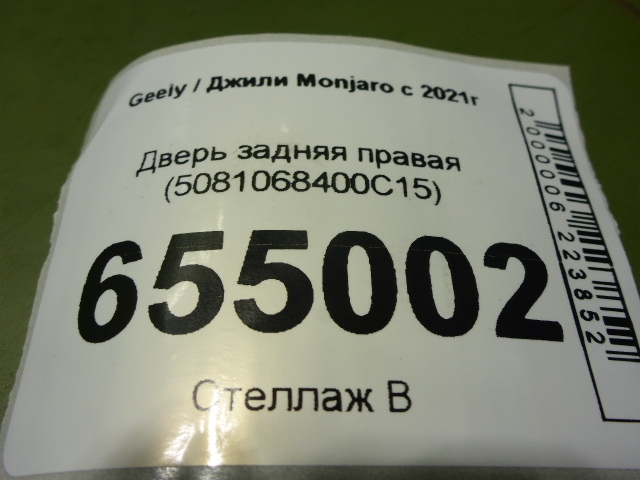 Geely / Джили Monjaro с 2021г
Дверь задняя правая
(5081068400C15)
655002
Стеллаж В
2000006223852